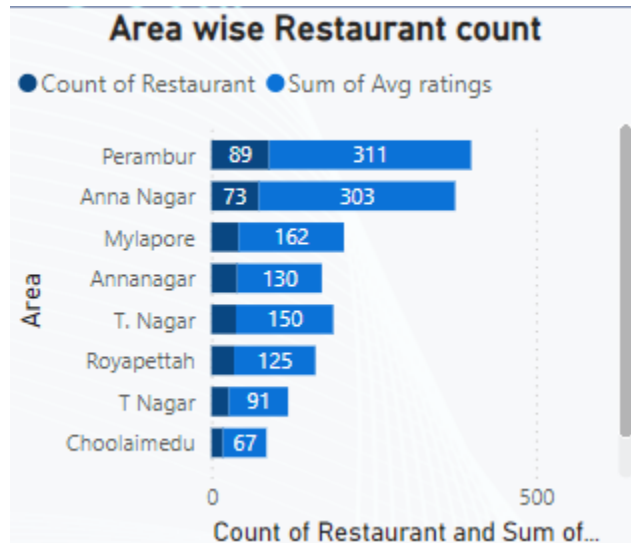 Area wise Restaurant count
Count of Restaurant Sum of Avg ratings
Perambur 89 311
Anna Nagar 73 303
Mylapore 162
Annanagar 130
T. Nagar 150
Royapettah 125
T Nagar 91
Choolaimedu 67
Area
0 500
Count of Restaurant and Sum of...